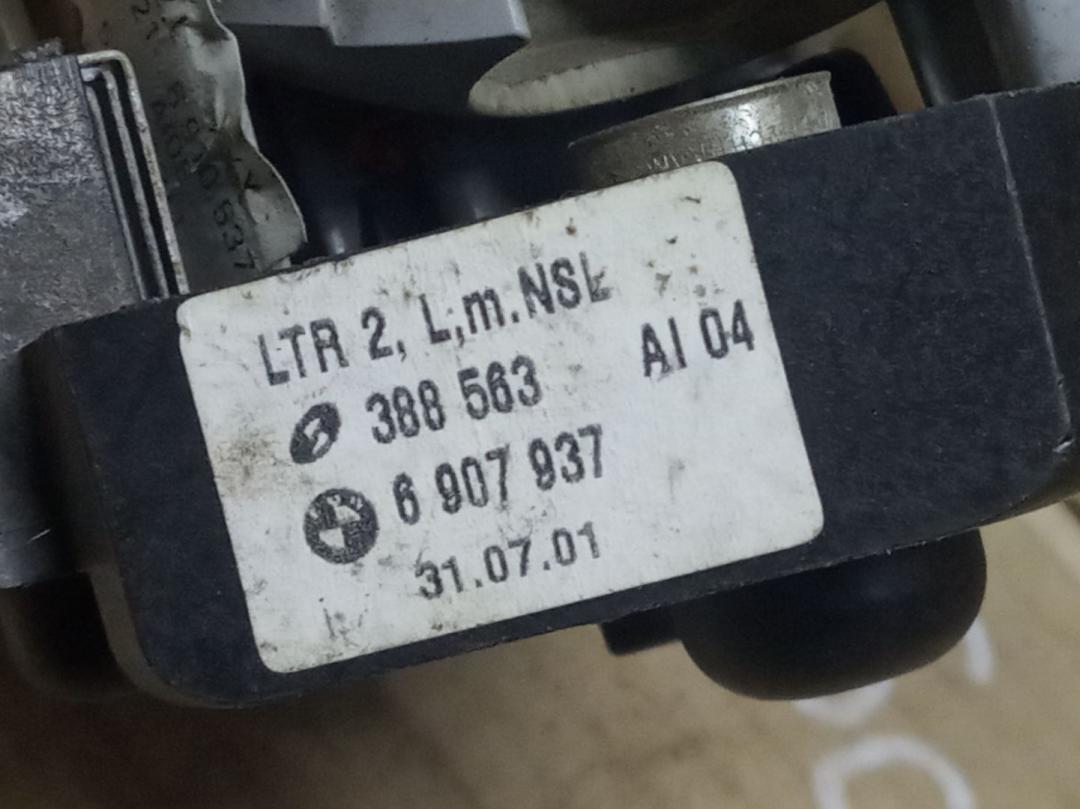 LTR 2, L,m.NSL
388 563 AI 04
6 907 937
31.07.01